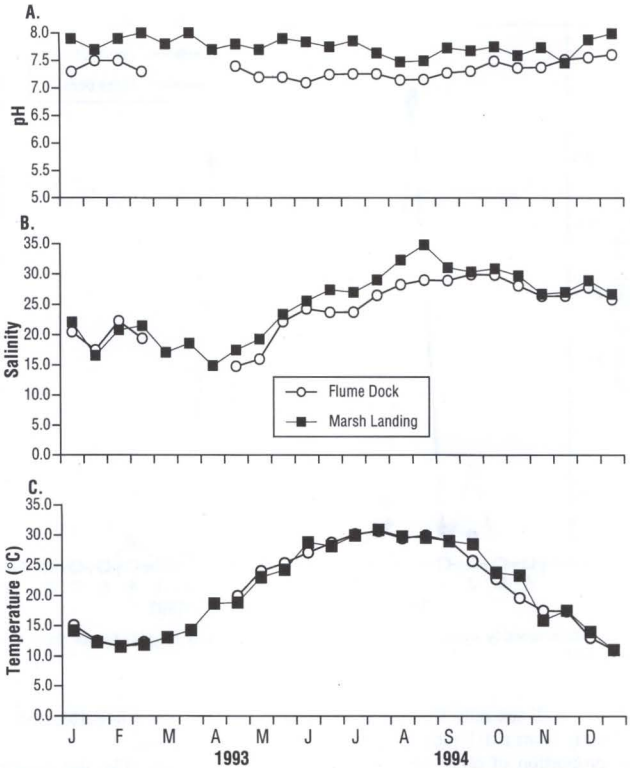 A.
8.0
7.5
7.0
6.5
6.0
5.5
5.0
pH
B.
35.0
30.0
25.0
20.0
15.0
10.0
5.0
0.0
Salinity
Flume Dock
Marsh Landing
C.
35.0
30.0
25.0
20.0
15.0
10.0
5.0
0.0
Temperature (°C)
J F M A M J J A S O N D
1993 1994